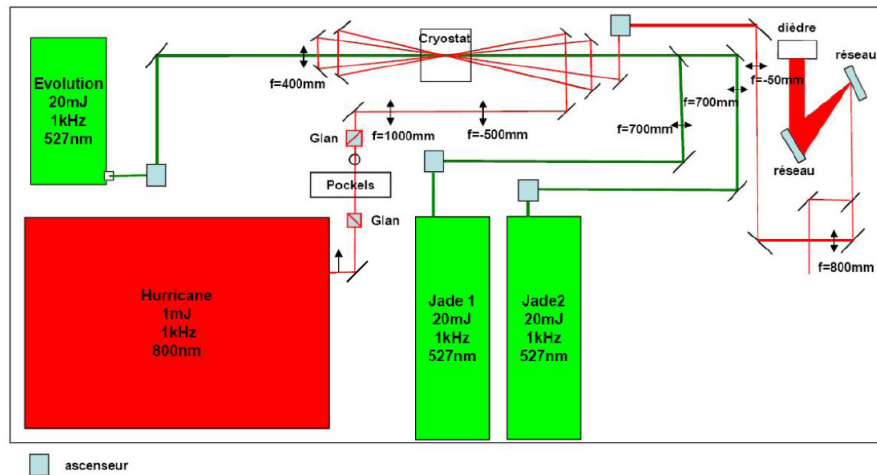 Evolution
20mJ
1kHz
527nm
f=400mm
Cryostat
dièdre
réseau
f=-50mm
f=700mm
f=700mm
réseau
Glan
f=1000mm
f=-500mm
Pockels
Glan
f=800mm
Hurricane
1mJ
1kHz
800nm
Jade 1
20mJ
1kHz
527nm
Jade2
20mJ
1kHz
527nm
ascenseur